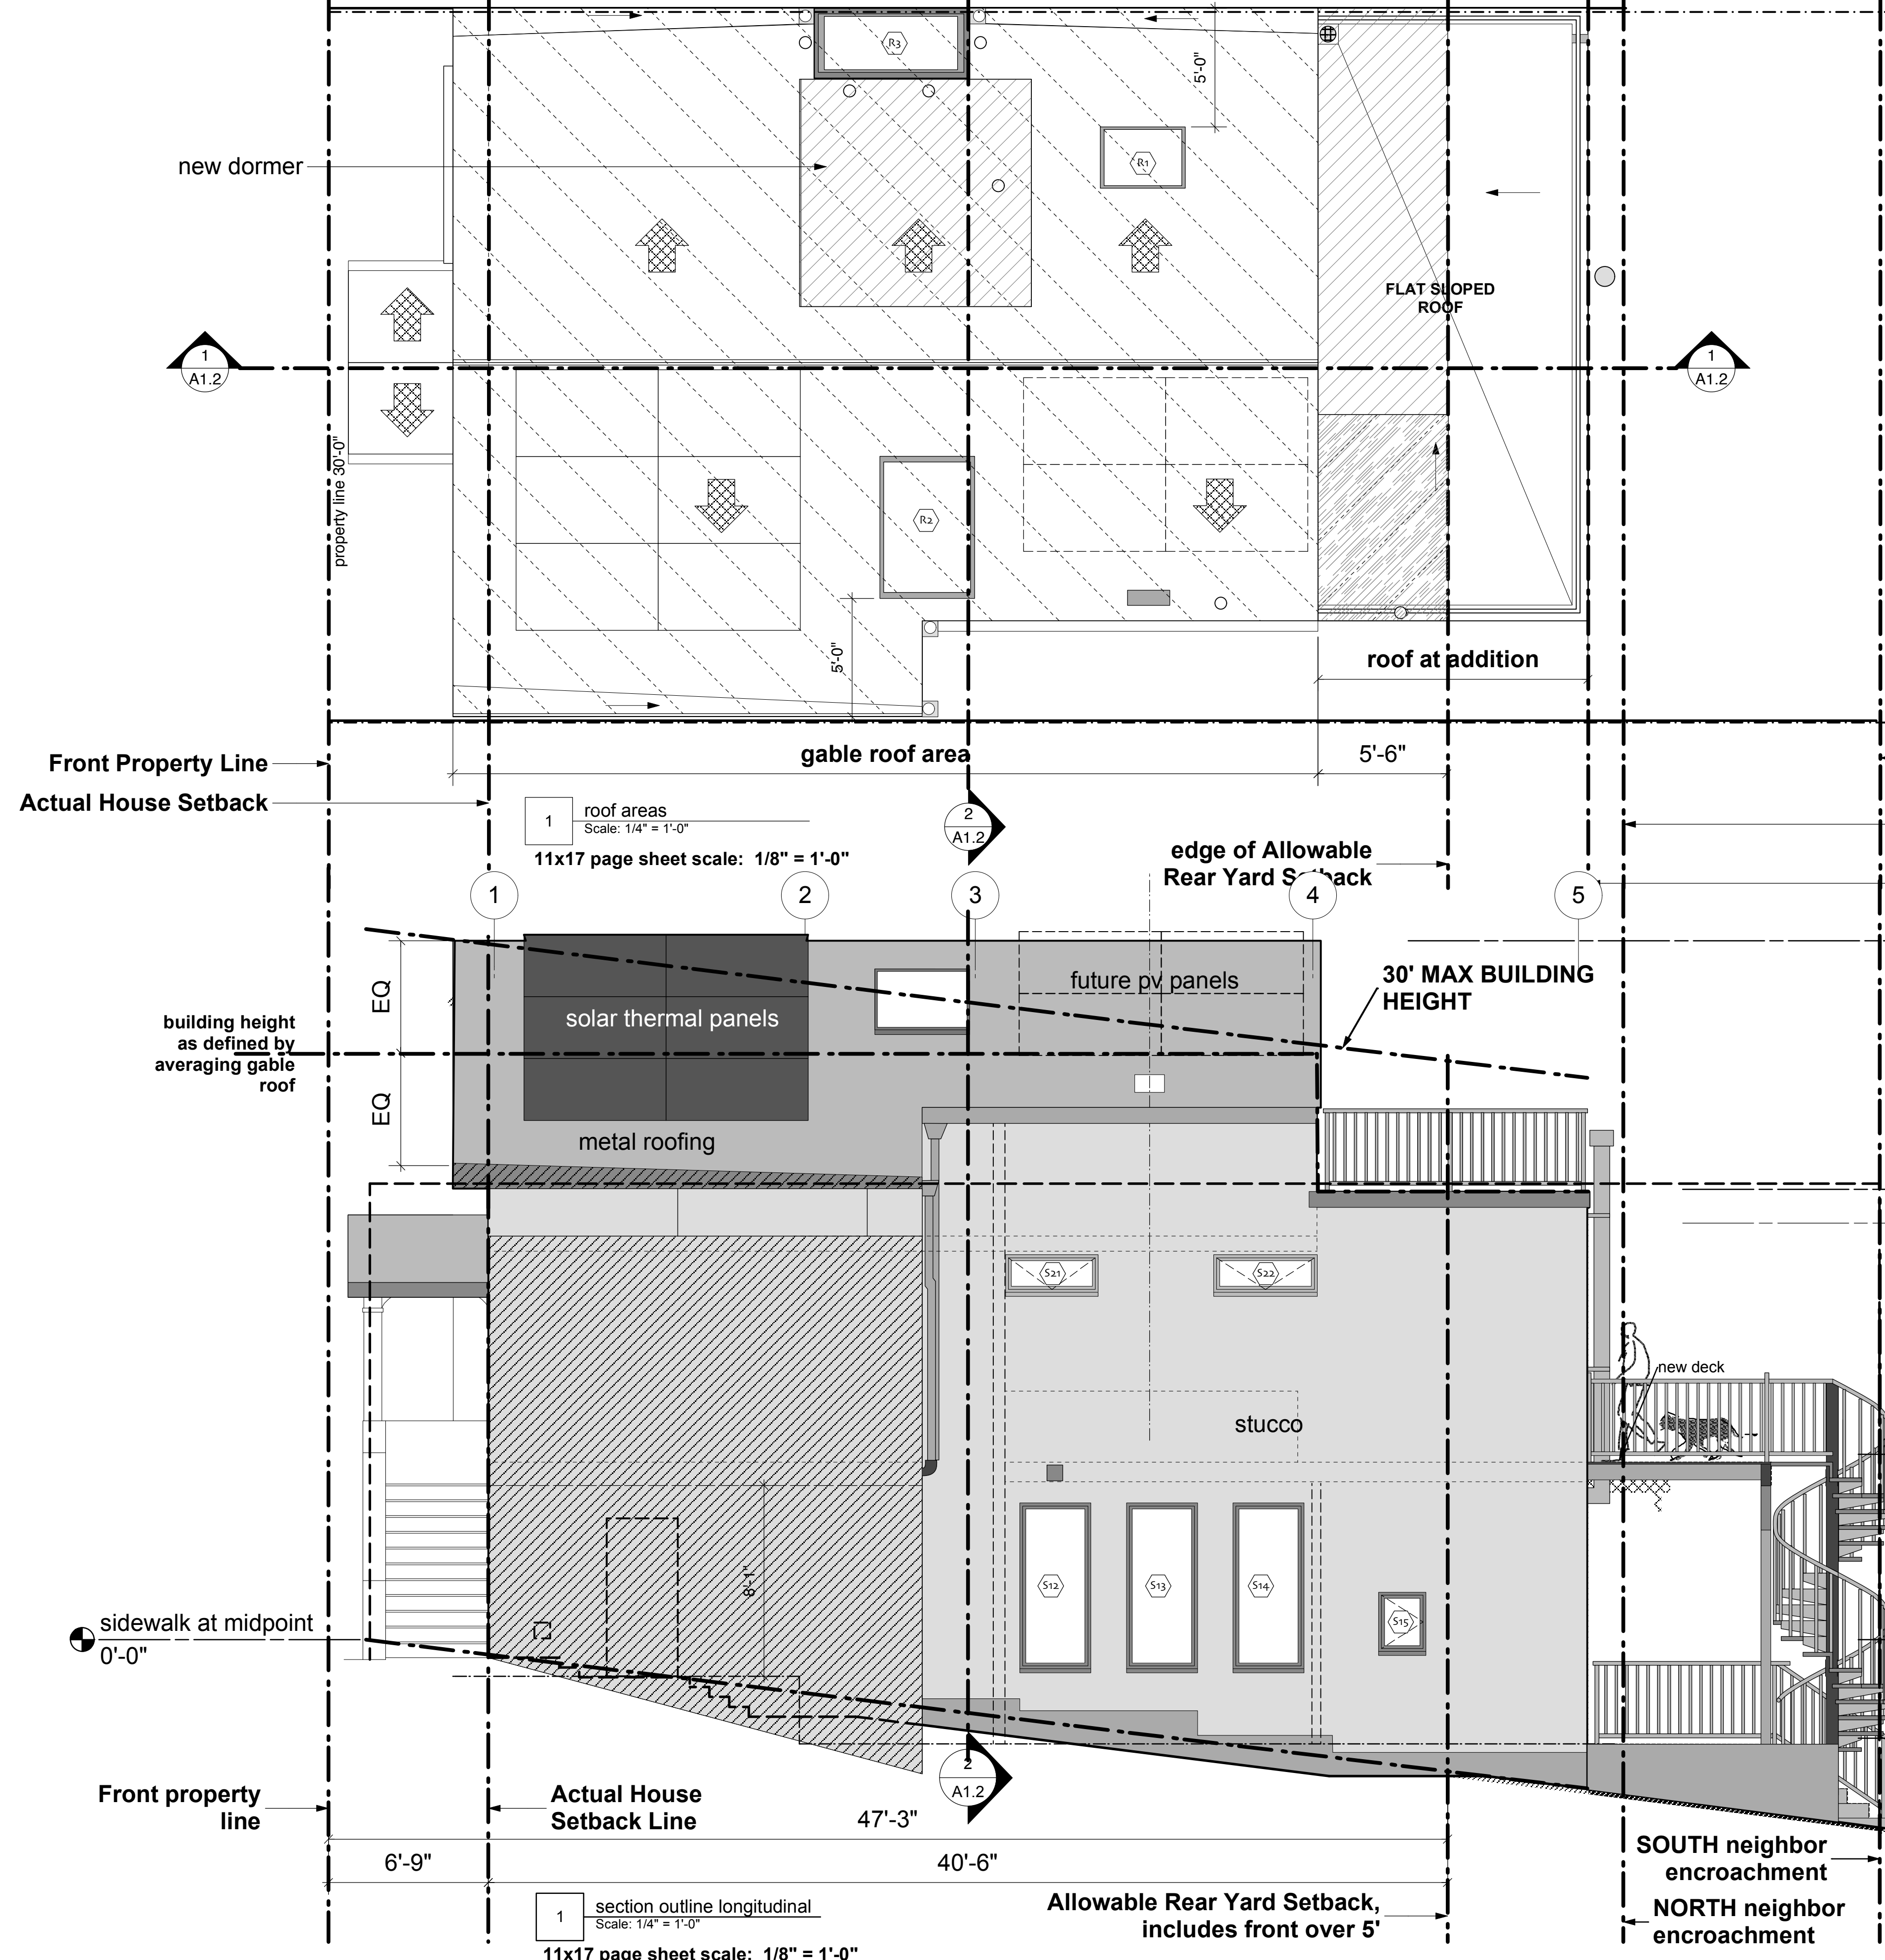 R3
5'-0"
new dormer
R1
FLAT SLOPED
ROOF
1
A1.2
1
A1.2
property line 30'-0"
R2
5'-0"
roof at addition
Front Property Line
gable roof area
5'-6"
Actual House Setback
1
roof areas
Scale: 1/4" = 1'-0"
2
A1.2
11x17 page sheet scale: 1/8" = 1'-0"
edge of Allowable
Rear Yard Setback
1
2
3
4
5
EQ
future pv panels
30' MAX BUILDING
HEIGHT
solar thermal panels
building height
as defined by
averaging gable
roof
EQ
metal roofing
S21
S22
new deck
stucco
8'-1"
S12
S13
S14
S15
sidewalk at midpoint
0'-0"
2
A1.2
Front property
line
Actual House
Setback Line
47'-3"
6'-9"
40'-6"
SOUTH neighbor
encroachment
1
section outline longitudinal
Scale: 1/4" = 1'-0"
Allowable Rear Yard Setback,
includes front over 5'
NORTH neighbor
encroachment
11x17 page sheet scale: 1/8" = 1'-0"